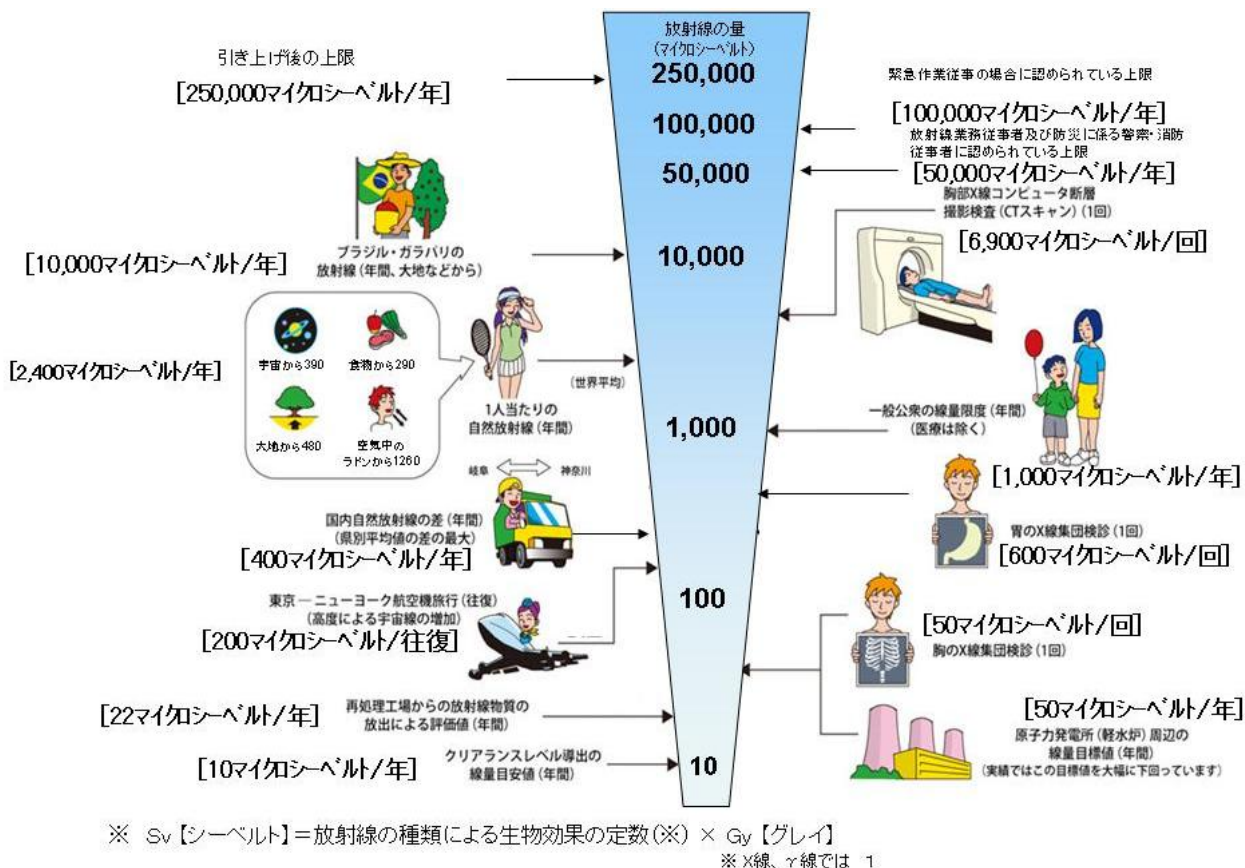 放射線の量
(マイクロシーベルト)
250,000
100,000
50,000
10,000
1,000
100
10
引き上げ後の上限
[250,000マイクロシーベルト/年]
ブラジル・ガラパリの
放射線(年間、大地などから)
[10,000マイクロシーベルト/年]
宇宙から390
食物から290
大地から480
空気中の
ラドンから1260
[2,400マイクロシーベルト/年]
(世界平均)
1人当たりの
自然放射線(年間)
岐阜
神奈川
国内自然放射線の差(年間)
(県別平均値の差の最大)
[400マイクロシーベルト/年]
東京―ニューヨーク航空機旅行(往復)
(高度による宇宙線の増加)
[200マイクロシーベルト/往復]
[22マイクロシーベルト/年]
再処理工場からの放射線物質の
放出による評価値(年間)
[10マイクロシーベルト/年]
クリアランスレベル導出の
線量目安値(年間)
緊急作業従事の場合に認められている上限
[100,000マイクロシーベルト/年]
放射線業務従事者及び防災に係る警察・消防
従事者に認められている上限
[50,000マイクロシーベルト/年]
胸部X線コンピュータ断層
撮影検査(CTスキャン)(1回)
[6,900マイクロシーベルト/回]
一般公衆の線量限度(年間)
(医療は除く)
[1,000マイクロシーベルト/年]
胃のX線集団検診(1回)
[600マイクロシーベルト/回]
[50マイクロシーベルト/回]
胸のX線集団検診(1回)
[50マイクロシーベルト/年]
原子力発電所(軽水炉)周辺の
線量目標値(年間)
(実績ではこの目標値を大幅に下回っています)
※ Sv【シーベルト】=放射線の種類による生物効果の定数(※) × Gy【グレイ】
※ X線、γ線では 1